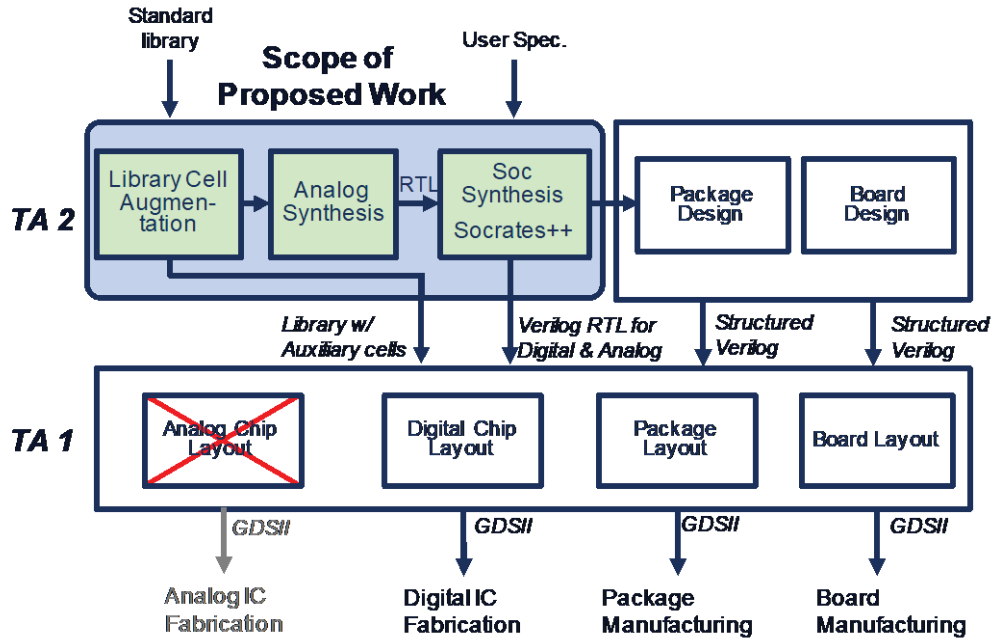 Standard
library
User Spec.
Scope of
Proposed Work
TA 2
Library Cell
Augmen-
tation
Analog
Synthesis
RTL
Soc
Synthesis
Socrates++
Package
Design
Board
Design
Library w/
Auxiliary cells
Verilog RTL for
Digital & Analog
Structured
Verilog
Structured
Verilog
TA 1
Analog Chip
Layout
Digital Chip
Layout
Package
Layout
Board Layout
GDSII
GDSII
GDSII
GDSII
Analog IC
Fabrication
Digital IC
Fabrication
Package
Manufacturing
Board
Manufacturing